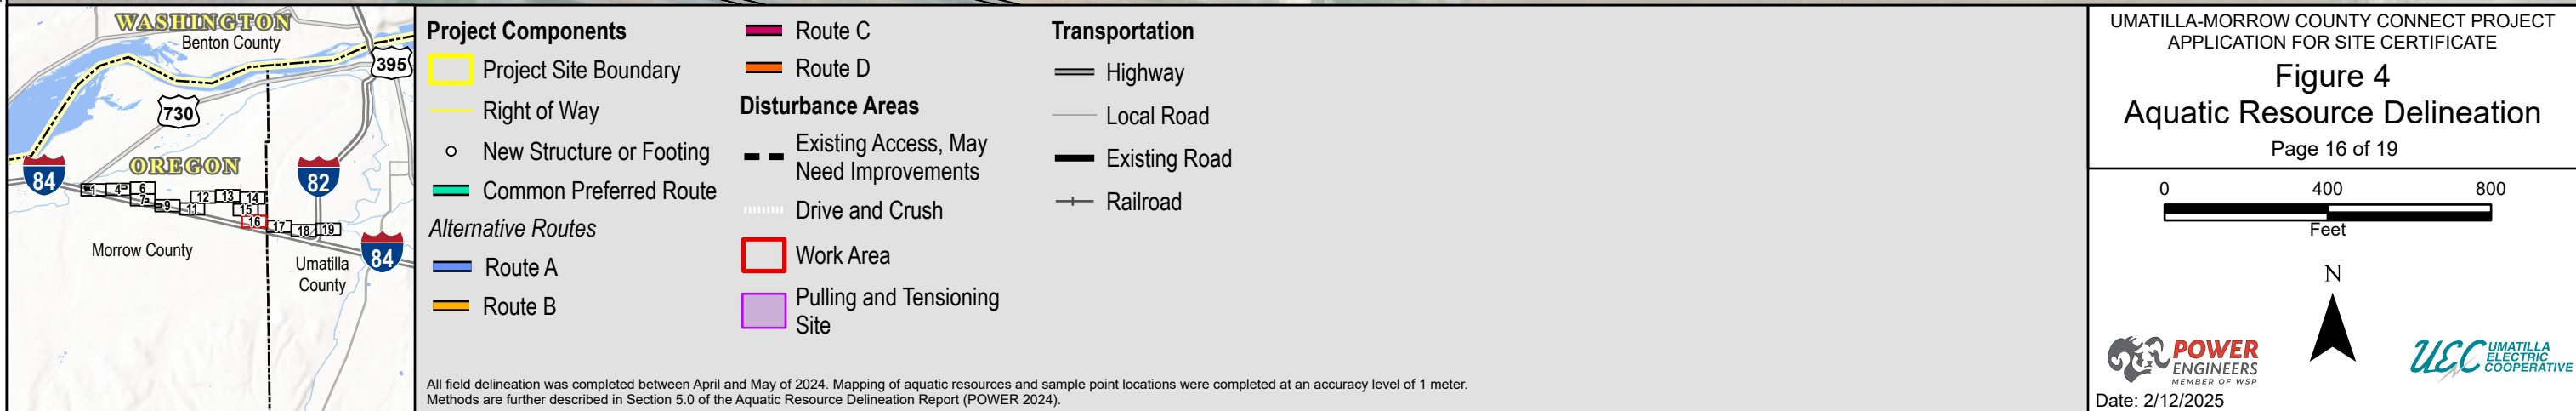 WASHINGTON
Benton County
395
730
OREGON
84
82
1
4
6
7
9
11
12
13
14
15
16
17
18
19
Morrow County
Umatilla
County
84
Project Components
Project Site Boundary
Right of Way
New Structure or Footing
Common Preferred Route
Alternative Routes
Route A
Route B
Route C
Route D
Disturbance Areas
Existing Access, May
Need Improvements
Drive and Crush
Work Area
Pulling and Tensioning
Site
Transportation
Highway
Local Road
Existing Road
Railroad
All field delineation was completed between April and May of 2024. Mapping of aquatic resources and sample point locations were completed at an accuracy level of 1 meter.
Methods are further described in Section 5.0 of the Aquatic Resource Delineation Report (POWER 2024).
UMATILLA-MORROW COUNTY CONNECT PROJECT
APPLICATION FOR SITE CERTIFICATE
Figure 4
Aquatic Resource Delineation
Page 16 of 19
0 400 800
Feet
N
POWER
ENGINEERS
MEMBER OF WSP
UEC UMATILLA
ELECTRIC
COOPERATIVE
Date: 2/12/2025